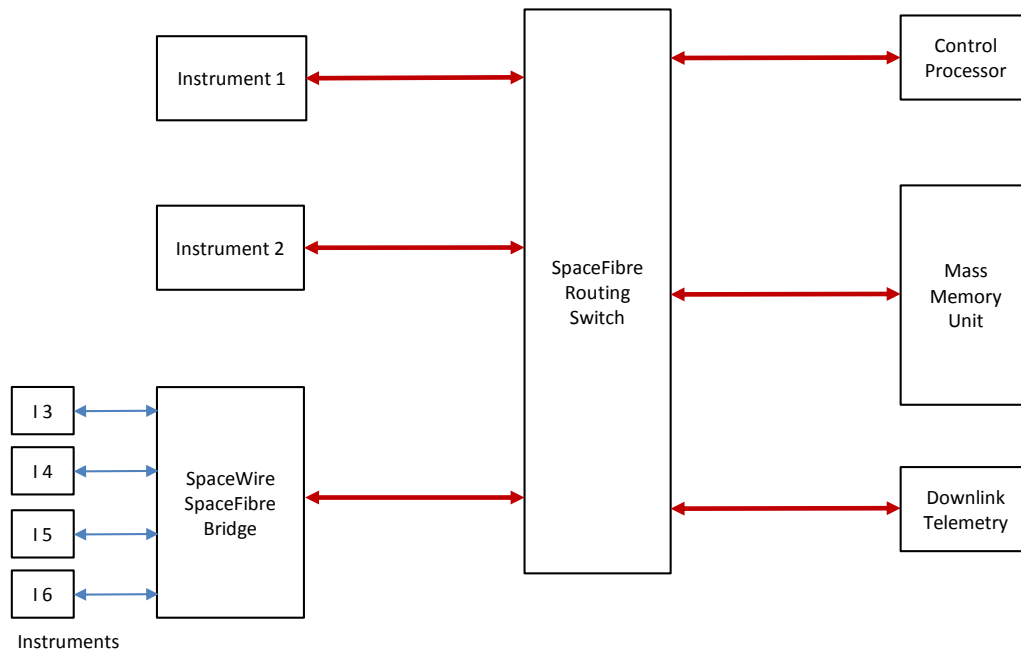 Instrument 1
Control
Processor
Instrument 2
SpaceFibre
Routing
Switch
Mass
Memory
Unit
I 3
I 4
I 5
I 6
SpaceWire
SpaceFibre
Bridge
Downlink
Telemetry
Instruments